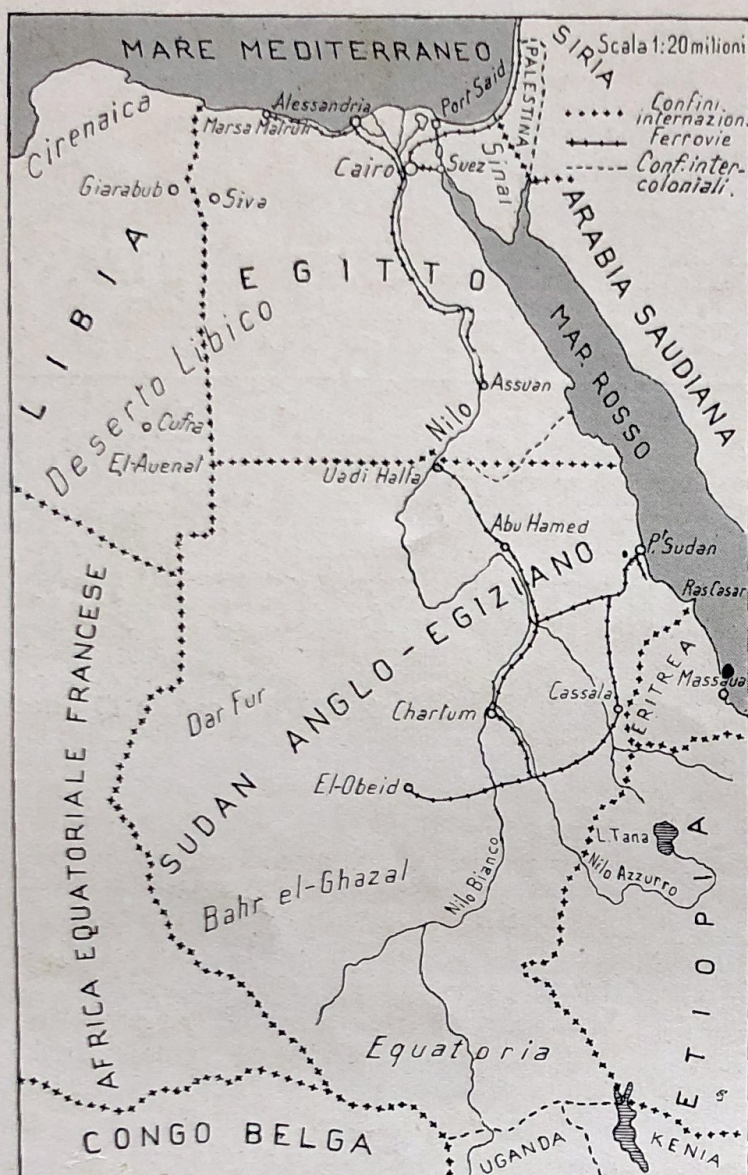 MARE MEDITERRANEO
SIRIA
Scala 1:20 milioni
PALESTINA
Confini.
internazion.
Ferrovie
Conf. inter-
coloniali.
Cirenaica
Marsa Matruh
Alessandria
Port Said
Cairo
Suez
Sinai
Giarabub
Siva
LIBIA
EGITTO
ARABIA SAUDIANA
Deserto Libico
MAR. ROSSO
Assuan
Cufra
Nilo
El-Auenat
Uadi Halfa
Abu Hamed
Pt Sudan
Ras Casar
AFRICA EQUATORIALE FRANCESE
SUDAN ANGLO-EGIZIANO
Dar Fur
Chartum
Cassala
ERITREA
Massaua
El-Obeid
L. Tana
Nilo Azzurro
Nilo Bianco
Bahr el-Ghazal
ETIOPIA
Equatoria
CONGO BELGA
UGANDA
KENIA